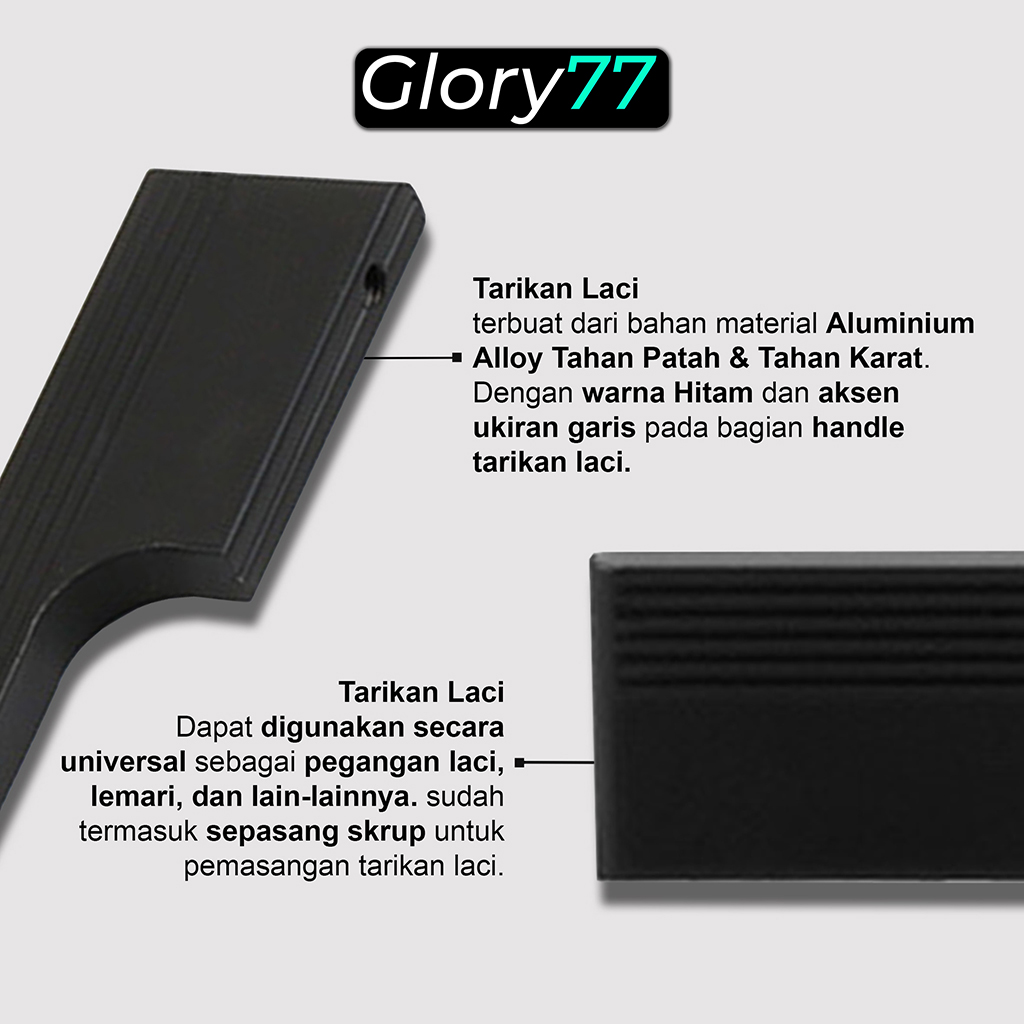 Glory77
Tarikan Laci
terbuat dari bahan material Aluminium
Alloy Tahan Patah & Tahan Karat.
Dengan warna Hitam dan aksen
ukiran garis pada bagian handle
tarikan laci.
Tarikan Laci
Dapat digunakan secara
universal sebagai pegangan laci,
lemari, dan lain-lainnya. sudah
termasuk sepasang skrup untuk
pemasangan tarikan laci.